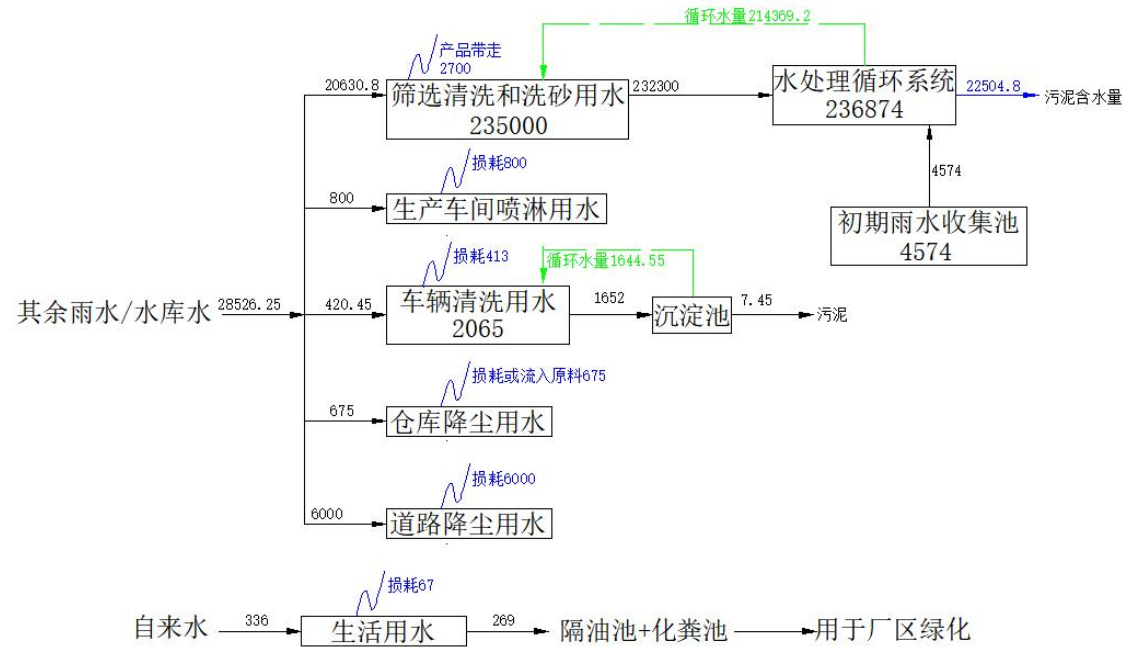 循环水量214369.2
产品带走
2700
20630.8
筛选清洗和洗砂用水
235000
232300
水处理循环系统
236874
22504.8
污泥含水量
4574
初期雨水收集池
4574
损耗800
800
生产车间喷淋用水
损耗413
循环水量1644.55
其余雨水/水库水
28526.25
420.45
车辆清洗用水
2065
1652
沉淀池
7.45
污泥
损耗或流入原料675
675
仓库降尘用水
损耗6000
6000
道路降尘用水
损耗67
自来水
336
生活用水
269
隔油池+化粪池
用于厂区绿化